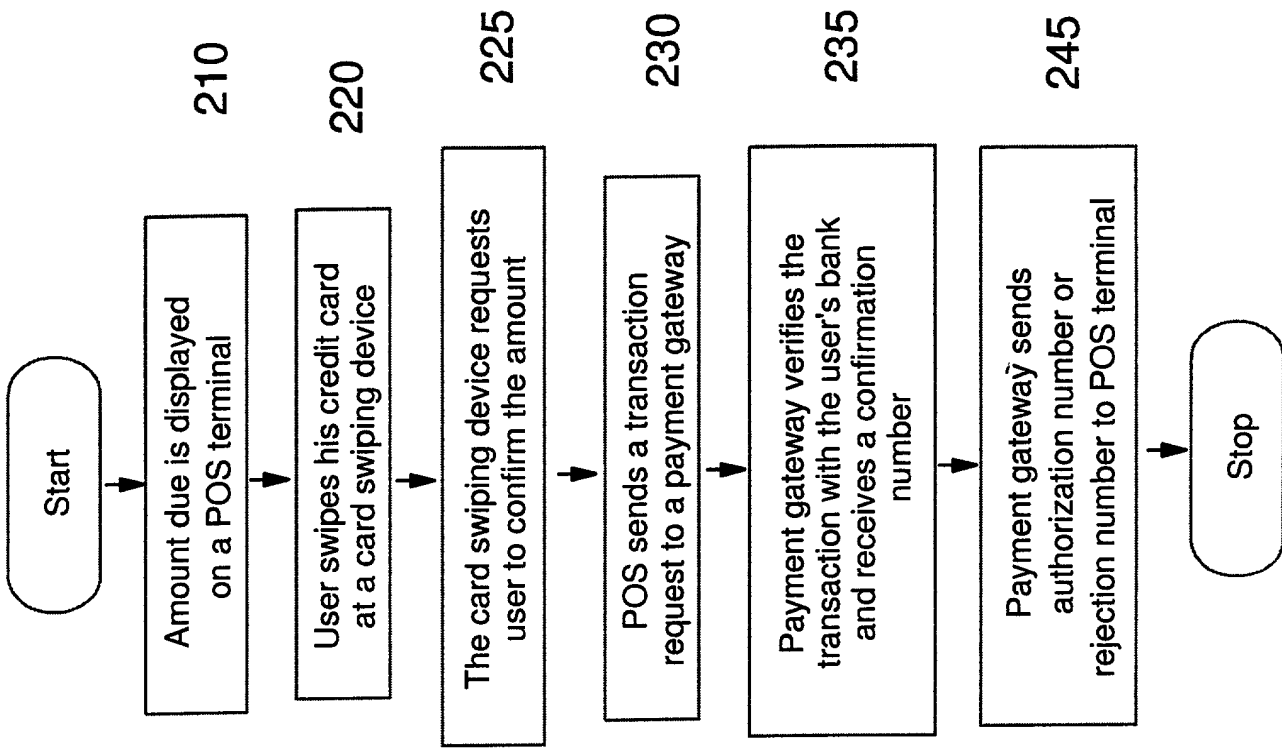 Start
Amount due is displayed
on a POS terminal
210
User swipes his credit card
at a card swiping device
220
The card swiping device requests
user to confirm the amount
225
POS sends a transaction
request to a payment gateway
230
Payment gateway verifies the
transaction with the user's bank
and receives a confirmation
number
235
Payment gateway sends
authorization number or
rejection number to POS terminal
245
Stop